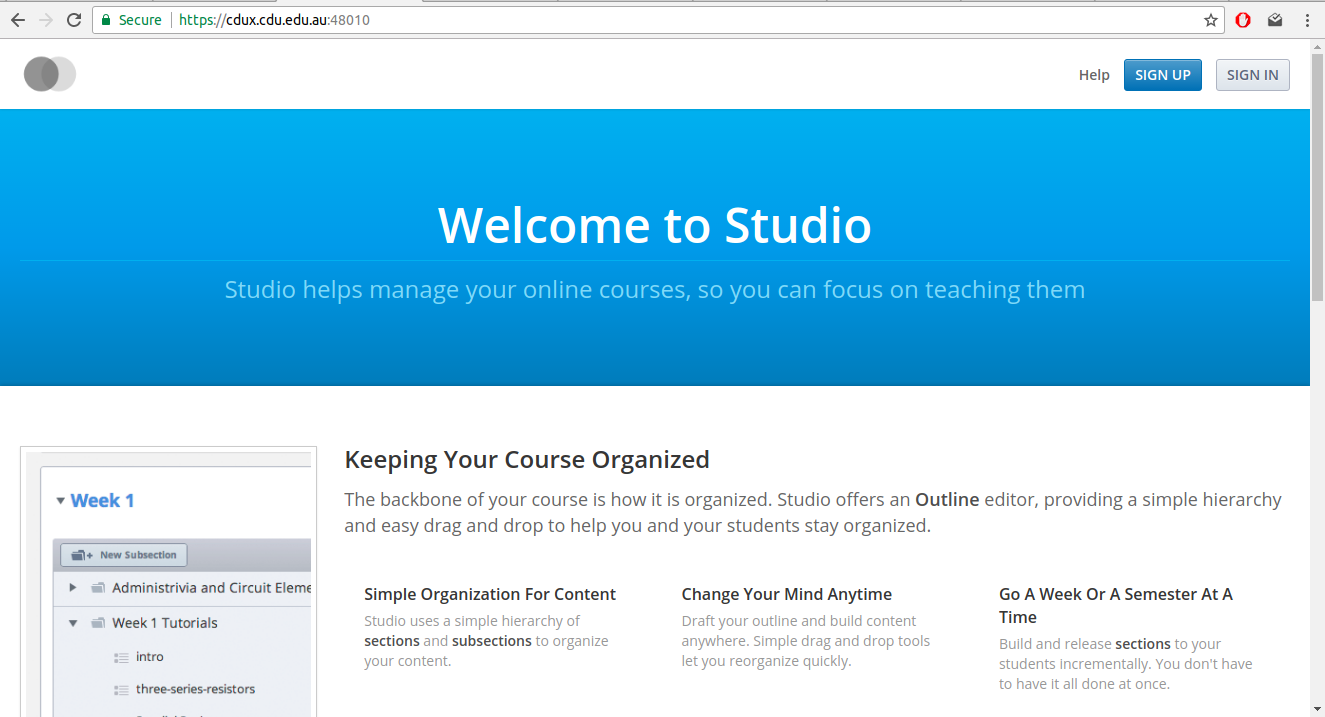 Secure
https://cdux.cdu.edu.au:48010
Help
SIGN UP
SIGN IN
Welcome to Studio
Studio helps manage your online courses, so you can focus on teaching them
Week 1
New Subsection
Administrivia and Circuit Eleme
Week 1 Tutorials
intro
three-series-resistors
Keeping Your Course Organized
The backbone of your course is how it is organized. Studio offers an Outline editor, providing a simple hierarchy
and easy drag and drop to help you and your students stay organized.
Simple Organization For Content
Studio uses a simple hierarchy of
sections and subsections to organize
your content.
Change Your Mind Anytime
Draft your outline and build content
anywhere. Simple drag and drop tools
let you reorganize quickly.
Go A Week Or A Semester At A
Time
Build and release sections to your
students incrementally. You don't have
to have it all done at once.